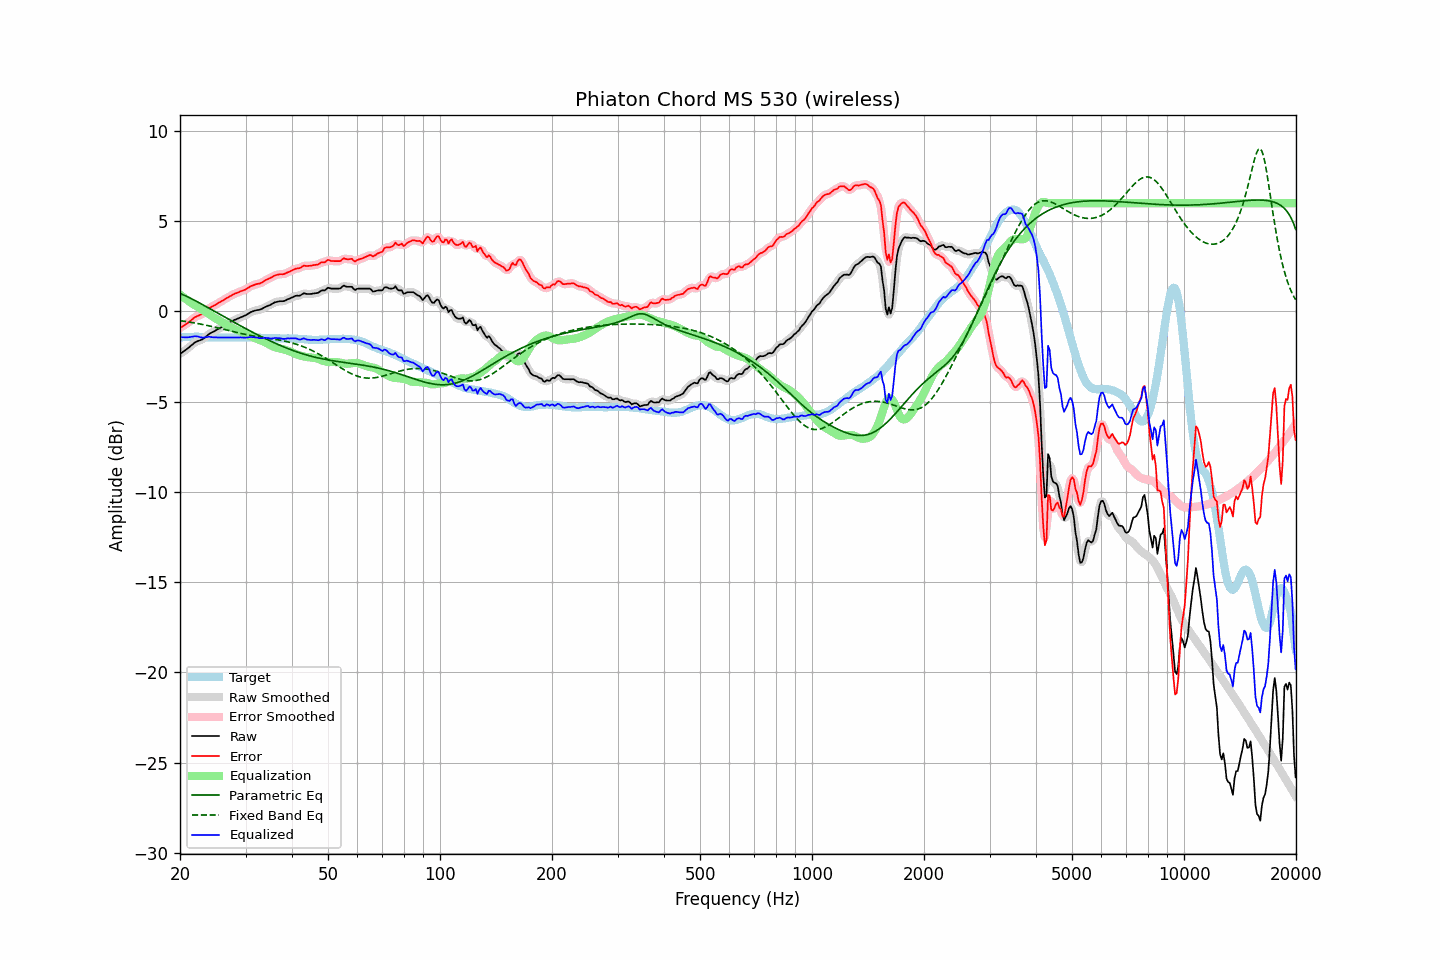 Phiaton Chord MS 530 (wireless)
Amplitude (dBr)
10
5
0
−5
−10
−15
−20
−25
−30
Target
Raw Smoothed
Error Smoothed
Raw
Error
Equalization
Parametric Eq
Fixed Band Eq
Equalized
20 50 100 200 500 1000 2000 5000 10000 20000
Frequency (Hz)